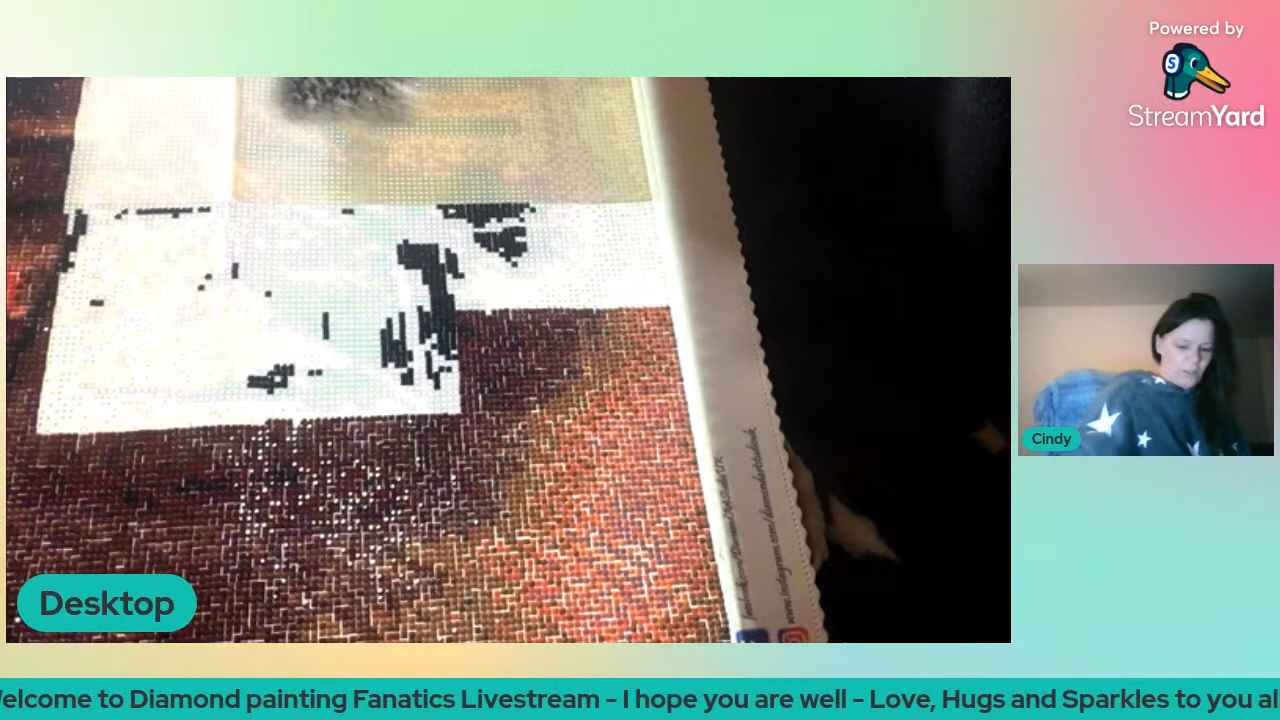 Powered by
S
StreamYard
Cindy
Desktop
elcome to Diamond painting Fanatics Livestream - I hope you are well - Love, Hugs and Sparkles to you al